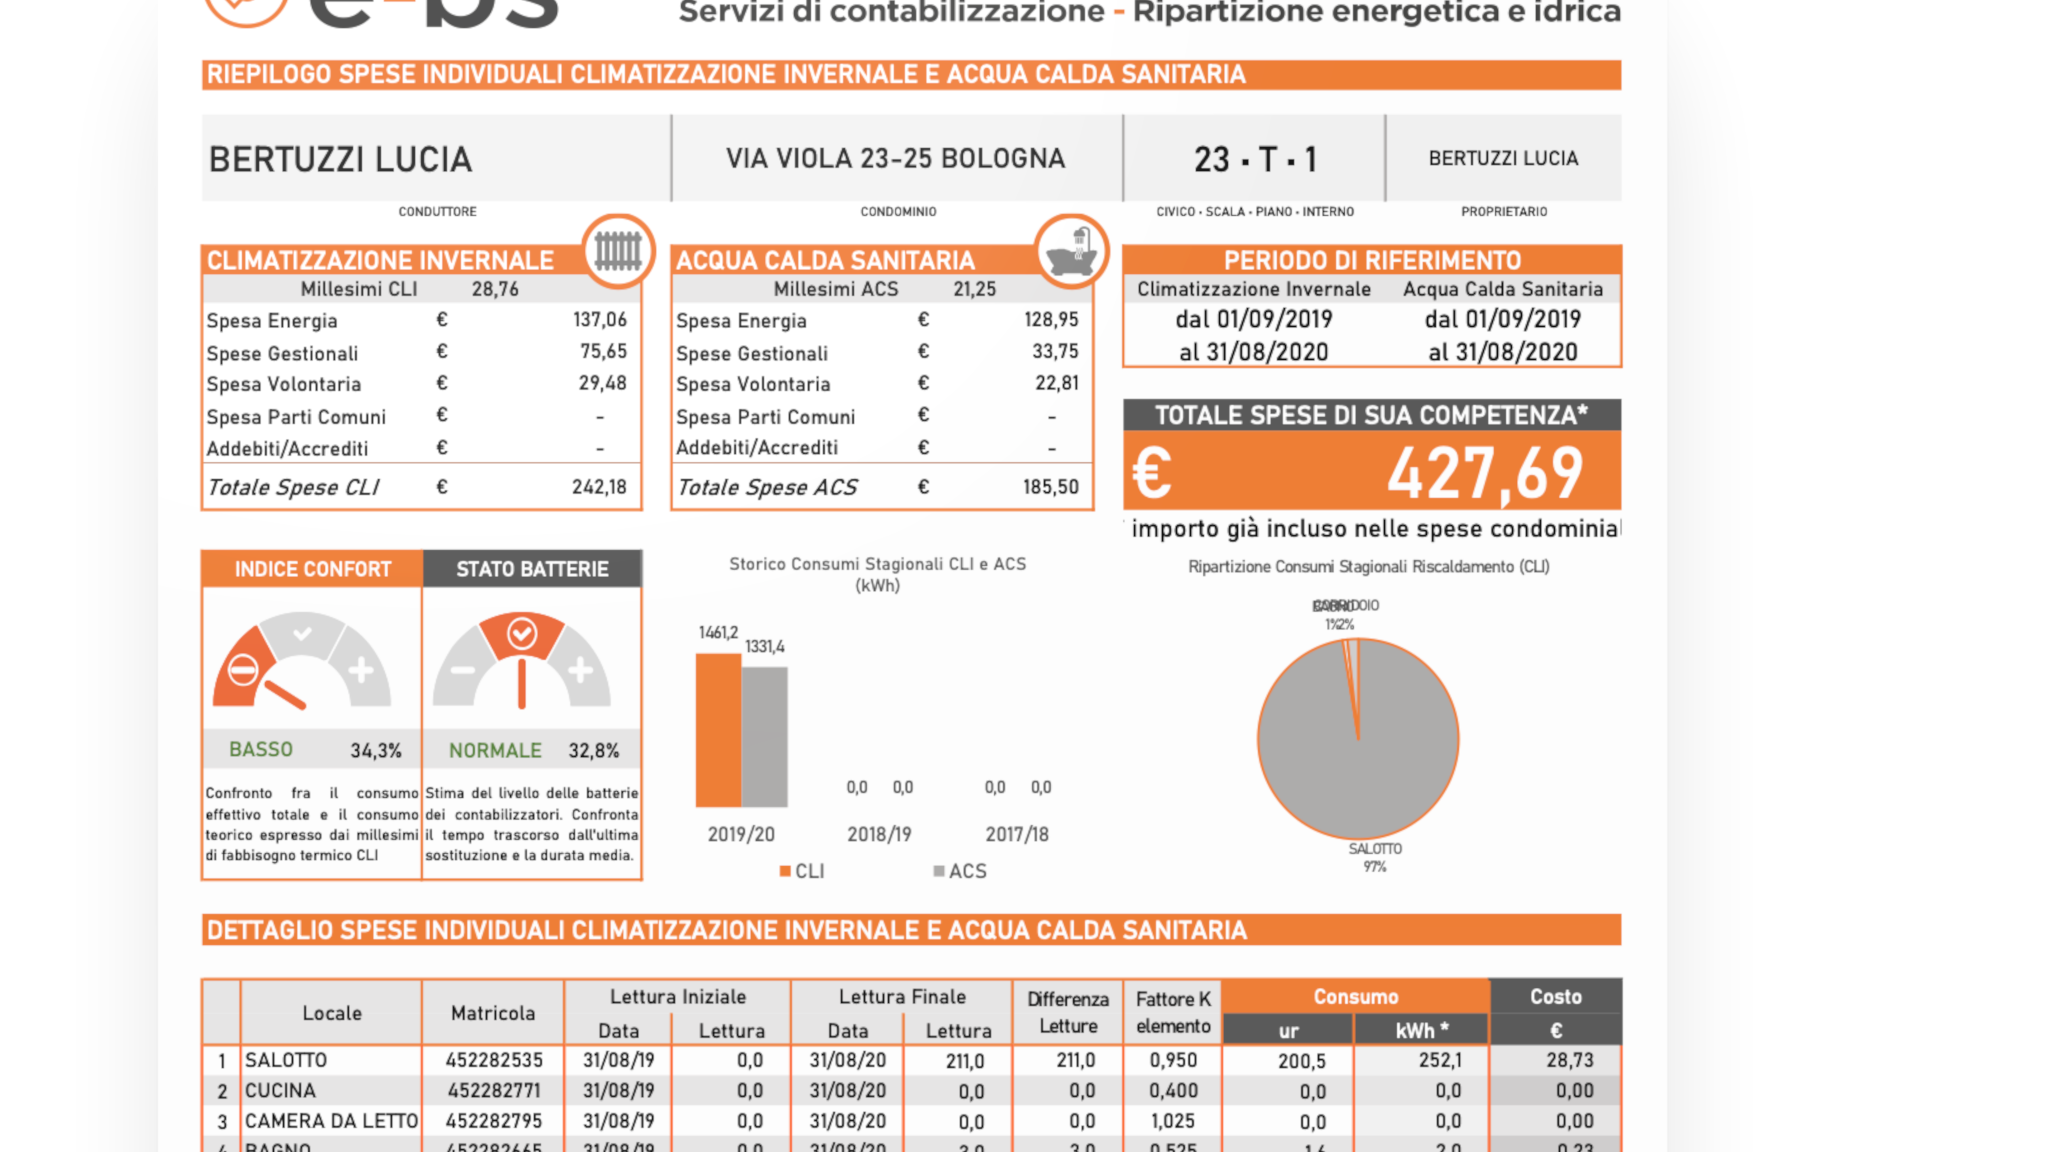 e-bs
Servizi di contabilizzazione - Ripartizione energetica e idrica
RIEPILOGO SPESE INDIVIDUALI CLIMATIZZAZIONE INVERNALE E ACQUA CALDA SANITARIA
BERTUZZI LUCIA
VIA VIOLA 23-25 BOLOGNA
23 · T · 1
BERTUZZI LUCIA
CONDUTTORE
CONDOMINIO
CIVICO · SCALA · PIANO · INTERNO
PROPRIETARIO
CLIMATIZZAZIONE INVERNALE
Millesimi CLI 28,76
Spesa Energia € 137,06
Spese Gestionali € 75,65
Spesa Volontaria € 29,48
Spesa Parti Comuni € -
Addebiti/Accrediti € -
Totale Spese CLI € 242,18
ACQUA CALDA SANITARIA
Millesimi ACS 21,25
Spesa Energia € 128,95
Spese Gestionali € 33,75
Spesa Volontaria € 22,81
Spesa Parti Comuni € -
Addebiti/Accrediti € -
Totale Spese ACS € 185,50
PERIODO DI RIFERIMENTO
Climatizzazione Invernale Acqua Calda Sanitaria
dal 01/09/2019 dal 01/09/2019
al 31/08/2020 al 31/08/2020
TOTALE SPESE DI SUA COMPETENZA*
€ 427,69
importo già incluso nelle spese condominial
INDICE CONFORT
BASSO 34,3%
Confronto fra il consumo
effettivo totale e il consumo
teorico espresso dai millesimi
di fabbisogno termico CLI
STATO BATTERIE
NORMALE 32,8%
Stima del livello delle batterie
dei contabilizzatori. Confronta
il tempo trascorso dall'ultima
sostituzione e la durata media.
Storico Consumi Stagionali CLI e ACS
(kWh)
1461,2
1331,4
0,0 0,0 0,0 0,0
2019/20 2018/19 2017/18
CLI ACS
Ripartizione Consumi Stagionali Riscaldamento (CLI)
CORRIDOIO
1% 2%
SALOTTO
97%
DETTAGLIO SPESE INDIVIDUALI CLIMATIZZAZIONE INVERNALE E ACQUA CALDA SANITARIA
Locale Matricola Lettura Iniziale Lettura Finale Differenza Letture Fattore K elemento Consumo Costo
Data Lettura Data Lettura ur kWh * €
1 SALOTTO 452282535 31/08/19 0,0 31/08/20 211,0 211,0 0,950 200,5 252,1 28,73
2 CUCINA 452282771 31/08/19 0,0 31/08/20 0,0 0,0 0,400 0,0 0,0 0,00
3 CAMERA DA LETTO 452282795 31/08/19 0,0 31/08/20 0,0 0,0 1,025 0,0 0,0 0,00
4 BAGNO 452282665 31/08/19 0,0 31/08/20 3,0 3,0 0,525 1,6 2,0 0,23